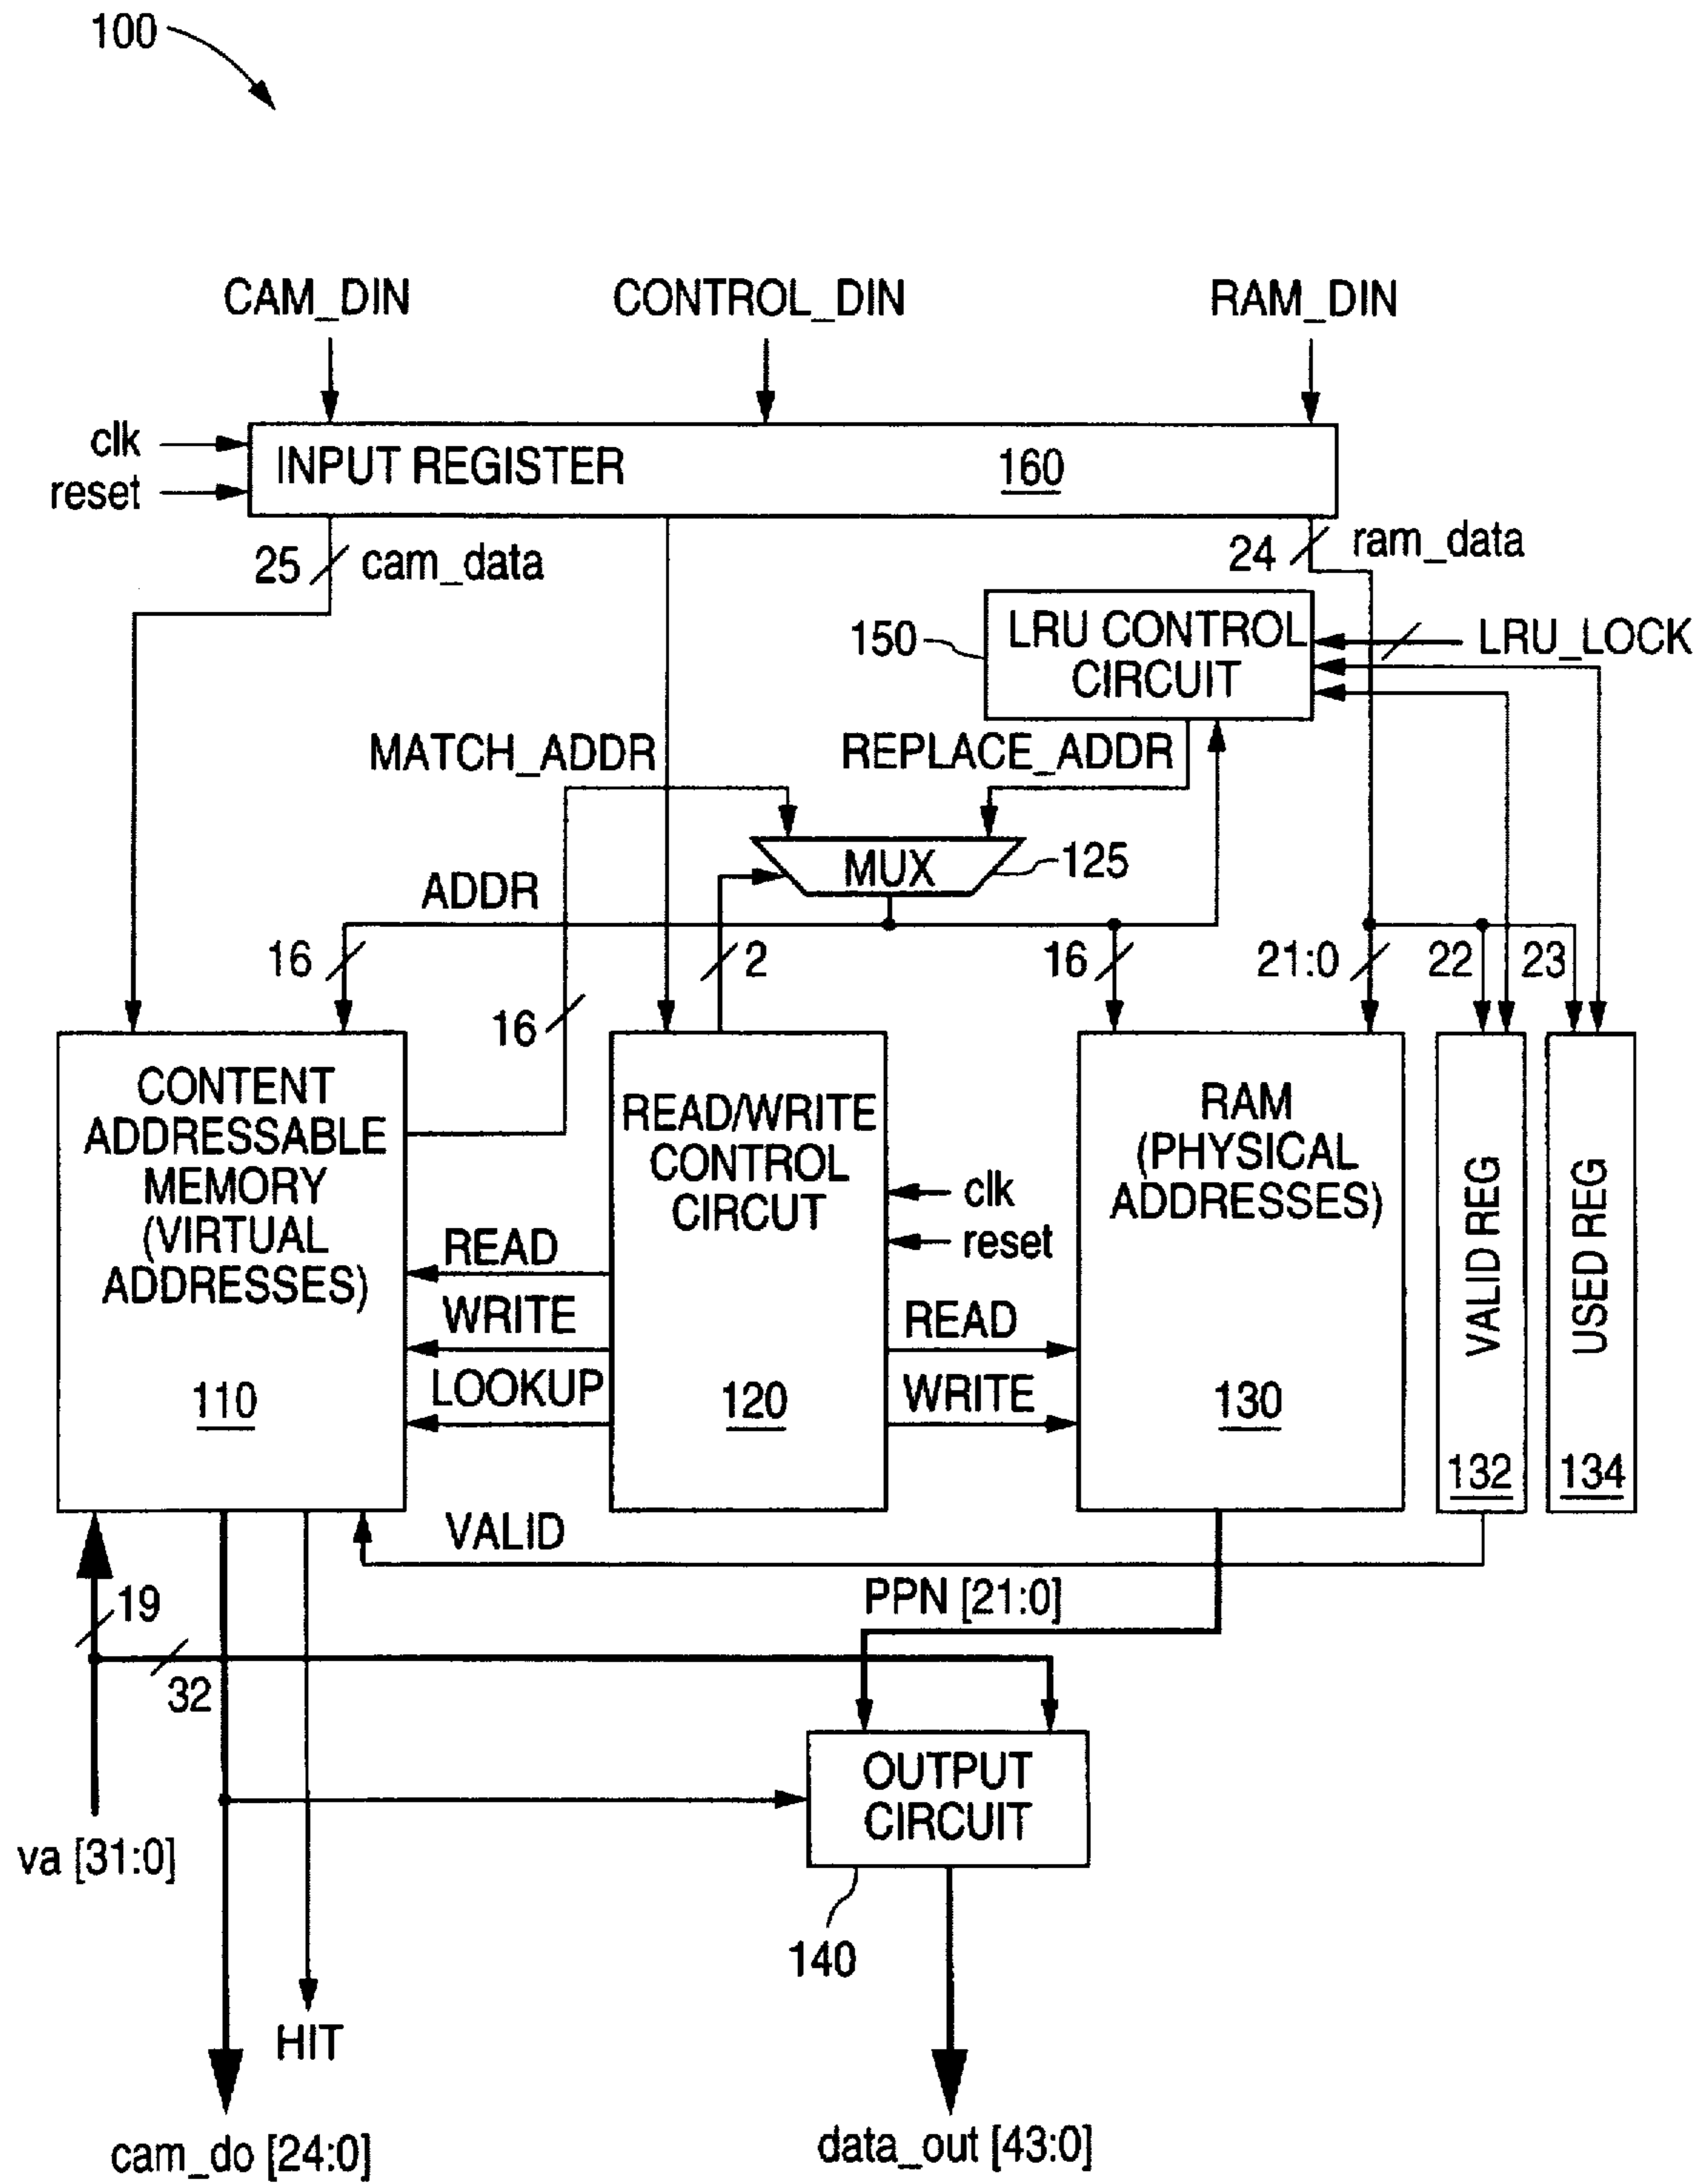 100
CAM_DIN
CONTROL_DIN
RAM_DIN
clk
reset
INPUT REGISTER
160
25
cam_data
24
ram_data
150
LRU CONTROL
CIRCUIT
LRU_LOCK
MATCH_ADDR
REPLACE_ADDR
MUX
125
ADDR
16
2
16
21:0
22
23
16
CONTENT
ADDRESSABLE
MEMORY
(VIRTUAL
ADDRESSES)
110
READ/WRITE
CONTROL
CIRCUT
120
clk
reset
READ
WRITE
LOOKUP
READ
WRITE
RAM
(PHYSICAL
ADDRESSES)
130
VALID REG
132
USED REG
134
VALID
19
32
PPN [21:0]
OUTPUT
CIRCUIT
140
va [31:0]
HIT
cam_do [24:0]
data_out [43:0]